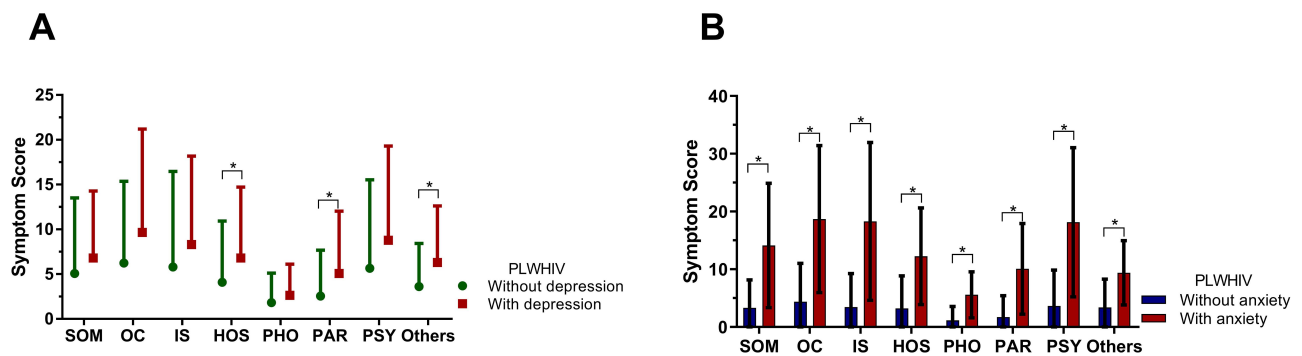 A
Symptom Score
25
20
15
10
5
0
*
*
*
SOM OC IS HOS PHO PAR PSY Others
PLWHIV
Without depression
With depression
B
Symptom Score
40
30
20
10
0
*
*
*
*
*
*
*
*
SOM OC IS HOS PHO PAR PSY Others
PLWHIV
Without anxiety
With anxiety